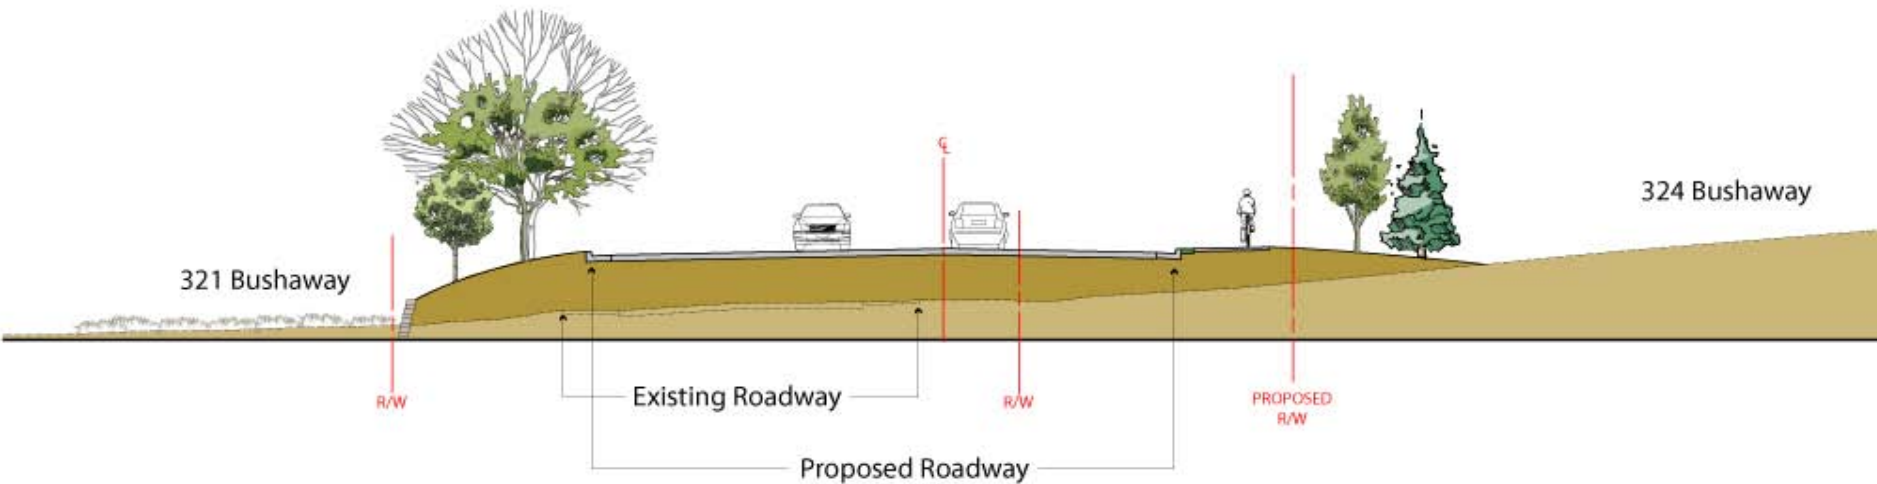 ℄
324 Bushaway
321 Bushaway
R/W
Existing Roadway
R/W
PROPOSED
R/W
Proposed Roadway